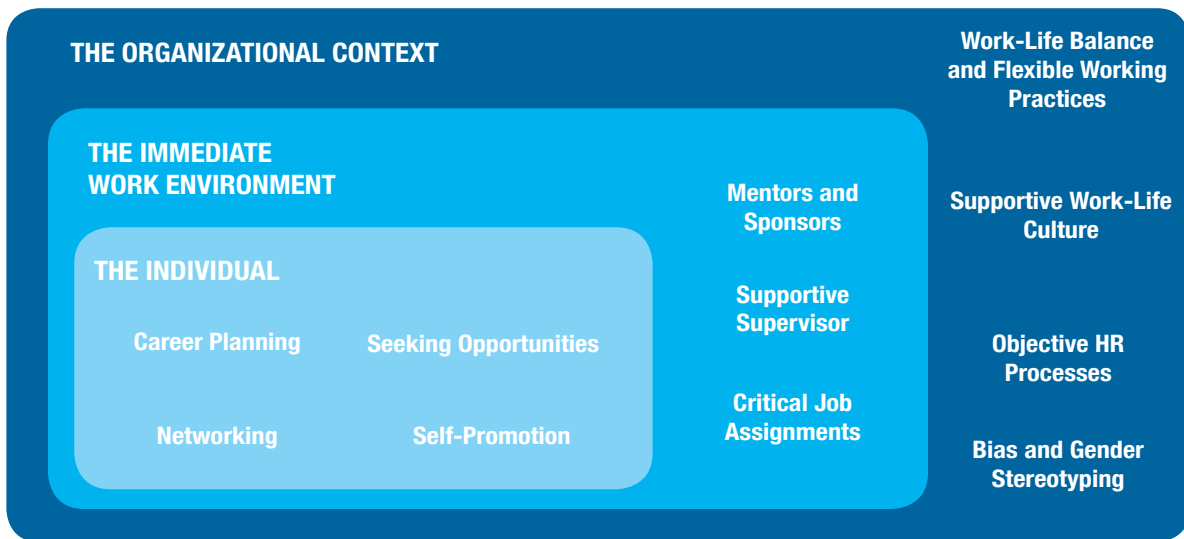 THE ORGANIZATIONAL CONTEXT
Work-Life Balance
and Flexible Working
Practices
THE IMMEDIATE
WORK ENVIRONMENT
Mentors and
Sponsors
Supportive Work-Life
Culture
THE INDIVIDUAL
Career Planning
Seeking Opportunities
Supportive
Supervisor
Objective HR
Processes
Networking
Self-Promotion
Critical Job
Assignments
Bias and Gender
Stereotyping